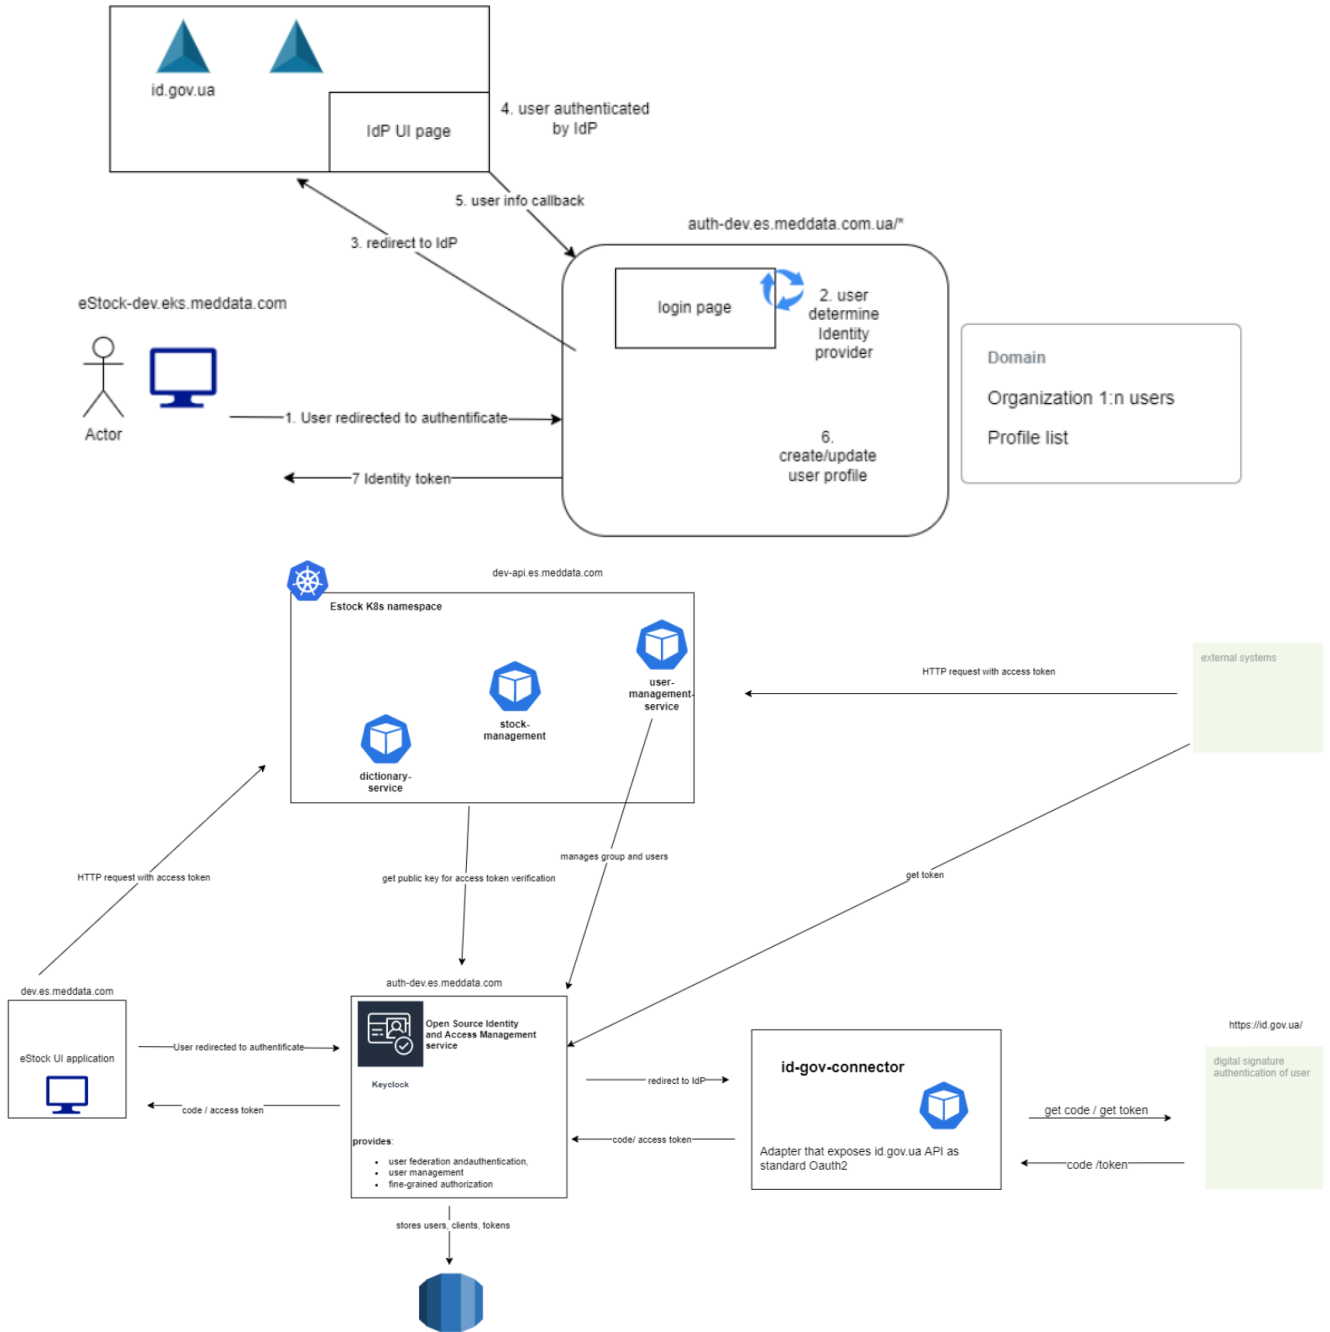 id.gov.ua
IdP UI page
4. user authenticated
by IdP
5. user info callback
3. redirect to IdP
auth-dev.es.meddata.com.ua/*
login page
2. user
determine
Identity
provider
eStock-dev.eks.meddata.com
Actor
1. User redirected to authentificate
7 Identity token
6.
create/update
user profile
Domain
Organization 1:n users
Profile list
dev-api.es.meddata.com
Estock K8s namespace
user-
management-
service
stock-
management
dictionary-
service
HTTP request with access token
external systems
HTTP request with access token
get public key for access token verification
manages group and users
get token
dev.es.meddata.com
eStock UI application
User redirected to authentificate
code / access token
auth-dev.es.meddata.com
Open Source Identity
and Access Management
service
Keyclock
provides:
user federation andauthentication,
user management
fine-grained authorization
stores users, clients, tokens
redirect to IdP
code/ access token
id-gov-connector
Adapter that exposes id.gov.ua API as
standard Oauth2
get code / get token
code /token
https://id.gov.ua/
digital signature
authentication of user